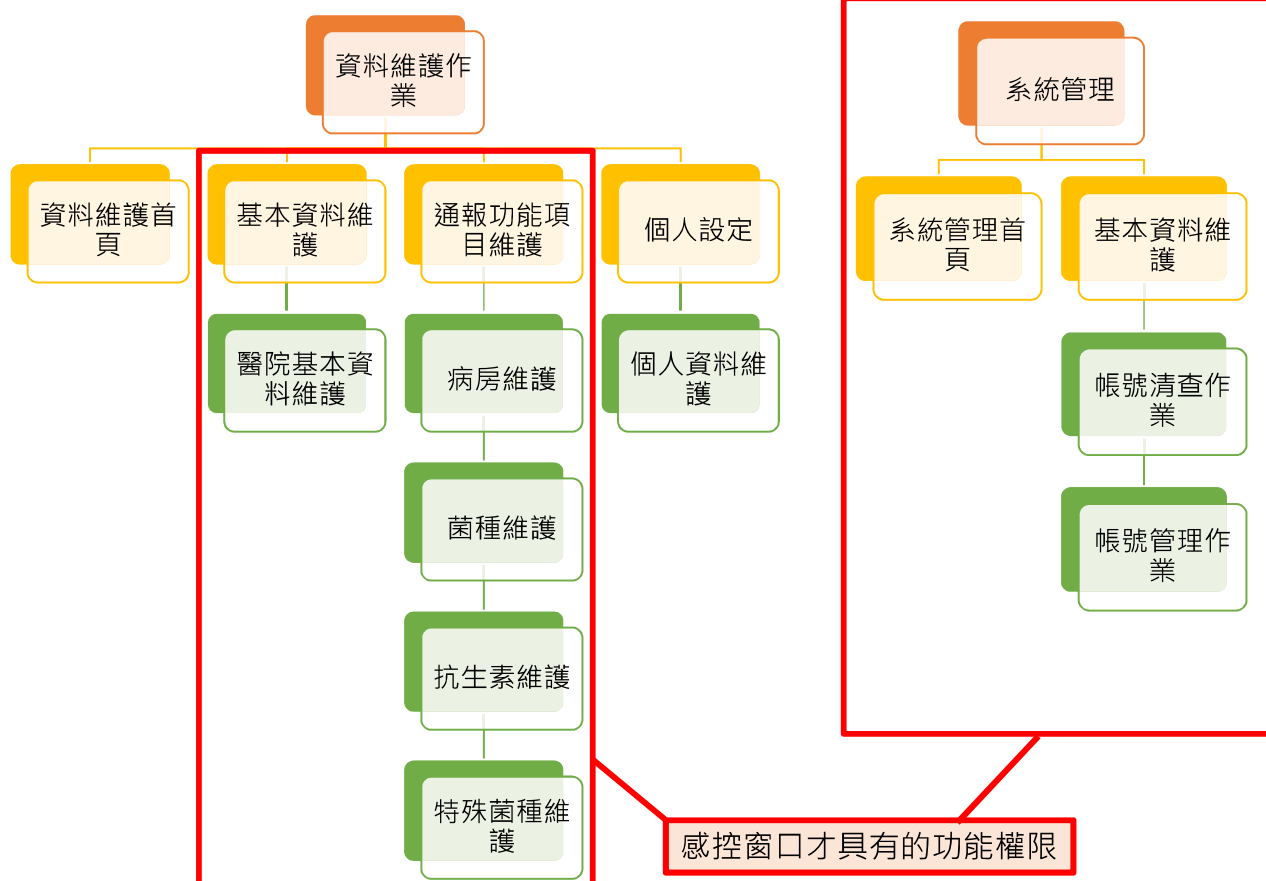 資料維護作
業
系統管理
資料維護首
頁
基本資料維
護
通報功能項
目維護
個人設定
系統管理首
頁
基本資料維
護
醫院基本資
料維護
病房維護
個人資料維
護
帳號清查作
業
菌種維護
帳號管理作
業
抗生素維護
特殊菌種維
護
感控窗口才具有的功能權限